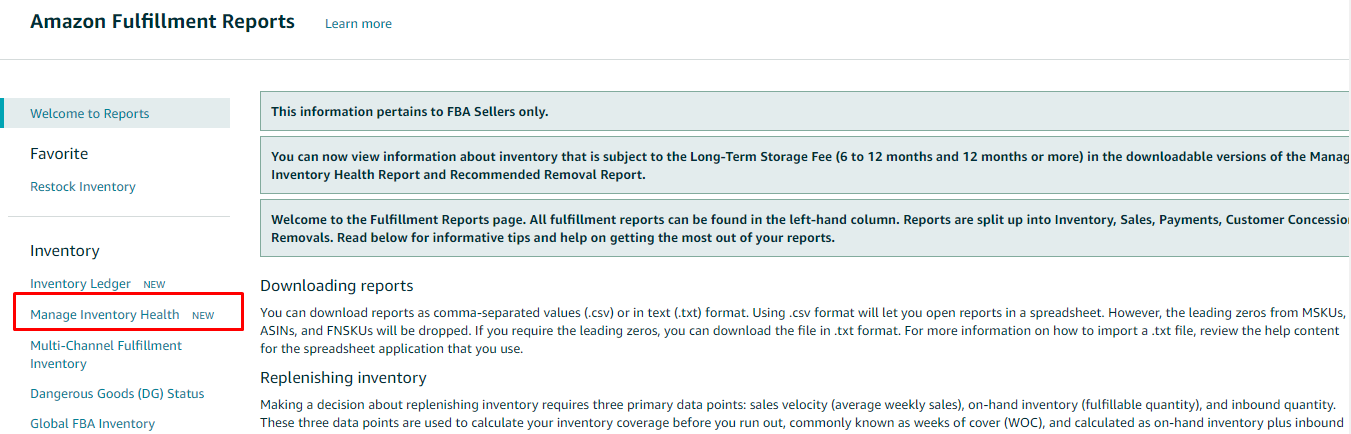 Amazon Fulfillment Reports Learn more
Welcome to Reports
Favorite
Restock Inventory
Inventory
Inventory Ledger NEW
Manage Inventory Health NEW
Multi-Channel Fulfillment
Inventory
Dangerous Goods (DG) Status
Global FBA Inventory
This information pertains to FBA Sellers only.
You can now view information about inventory that is subject to the Long-Term Storage Fee (6 to 12 months and 12 months or more) in the downloadable versions of the Manag
Inventory Health Report and Recommended Removal Report.
Welcome to the Fulfillment Reports page. All fulfillment reports can be found in the left-hand column. Reports are split up into Inventory, Sales, Payments, Customer Concessio
Removals. Read below for informative tips and help on getting the most out of your reports.
Downloading reports
You can download reports as comma-separated values (.csv) or in text (.txt) format. Using .csv format will let you open reports in a spreadsheet. However, the leading zeros from MSKUs,
ASINs, and FNSKUs will be dropped. If you require the leading zeros, you can download the file in .txt format. For more information on how to import a .txt file, review the help content
for the spreadsheet application that you use.
Replenishing inventory
Making a decision about replenishing inventory requires three primary data points: sales velocity (average weekly sales), on-hand inventory (fulfillable quantity), and inbound quantity.
These three data points are used to calculate your inventory coverage before you run out, commonly known as weeks of cover (WOC), and calculated as on-hand inventory plus inbound